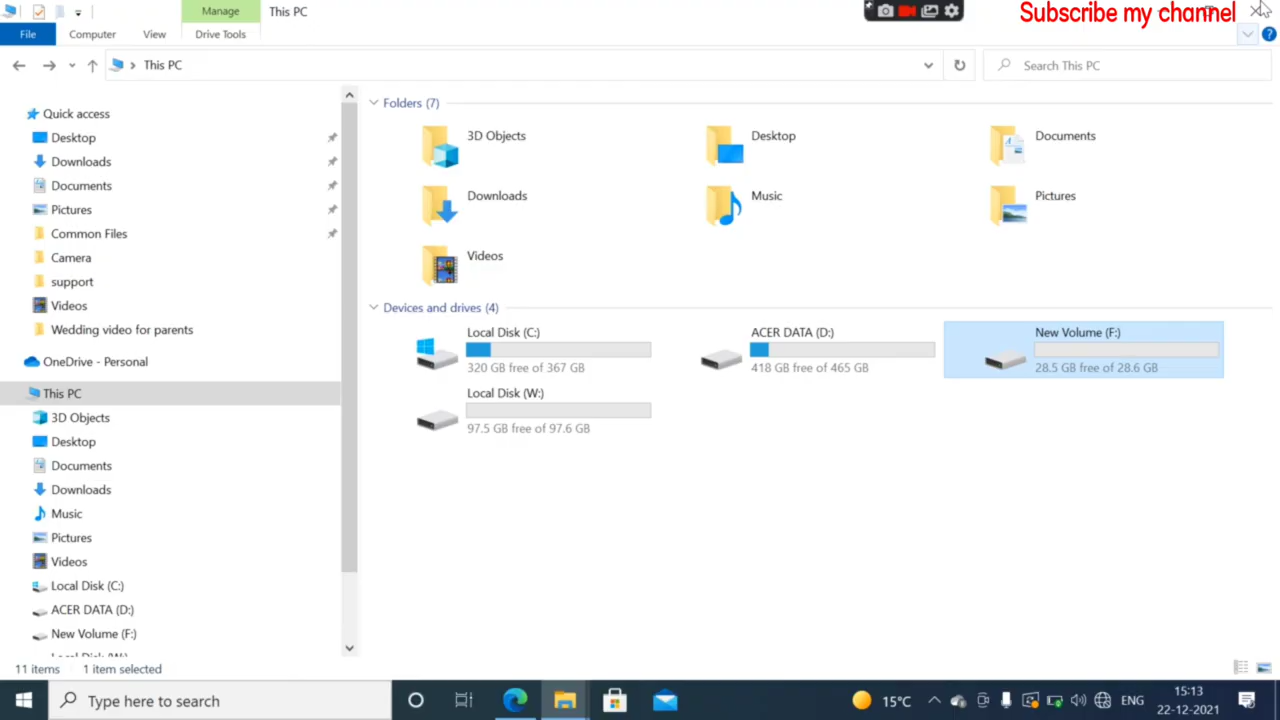 Manage
This PC
Subscribe my channel
File
Computer
View
Drive Tools
This PC
Search This PC
Quick access
Desktop
Downloads
Documents
Pictures
Common Files
Camera
support
Videos
Wedding video for parents
OneDrive - Personal
This PC
3D Objects
Desktop
Documents
Downloads
Music
Pictures
Videos
Local Disk (C:)
ACER DATA (D:)
New Volume (F:)
Local Disk (W:)
Folders (7)
3D Objects
Desktop
Documents
Downloads
Music
Pictures
Videos
Devices and drives (4)
Local Disk (C:)
320 GB free of 367 GB
ACER DATA (D:)
418 GB free of 465 GB
New Volume (F:)
28.5 GB free of 28.6 GB
Local Disk (W:)
97.5 GB free of 97.6 GB
11 items
1 item selected
Type here to search
15°C
ENG
15:13
22-12-2021